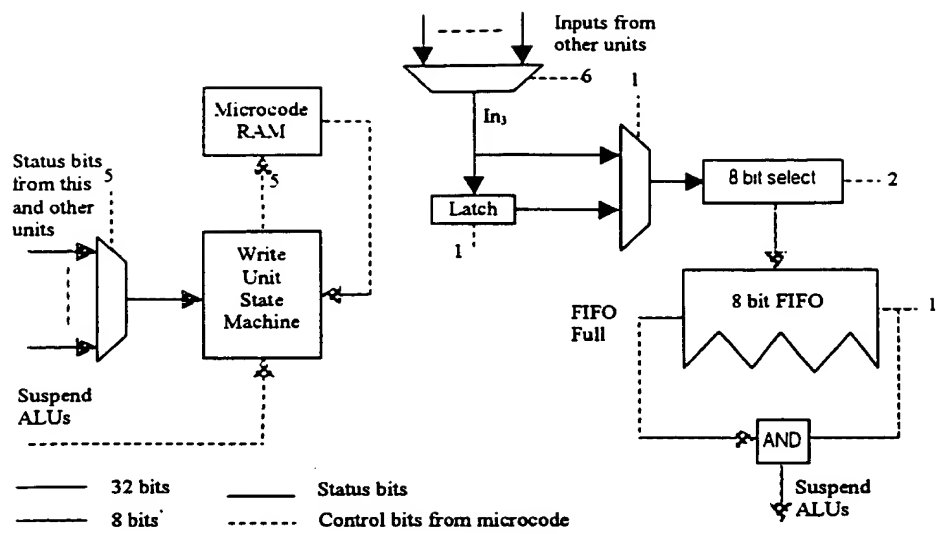 Inputs from
other units
6
1
Microcode
RAM
In₃
Status bits
from this
and other
units
5
5
8 bit select
2
Latch
1
Write
Unit
State
Machine
8 bit FIFO
1
FIFO
Full
Suspend
ALUs
AND
Suspend
ALUs
32 bits
Status bits
8 bits
Control bits from microcode